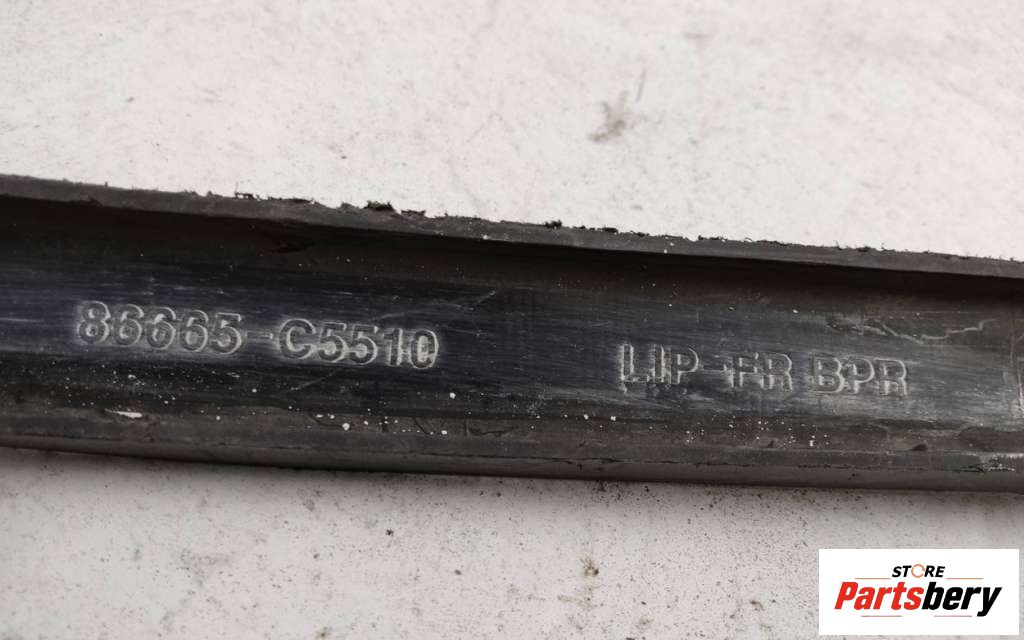 86665-C5510
LIP-FR BPR
STORE
Partsbery